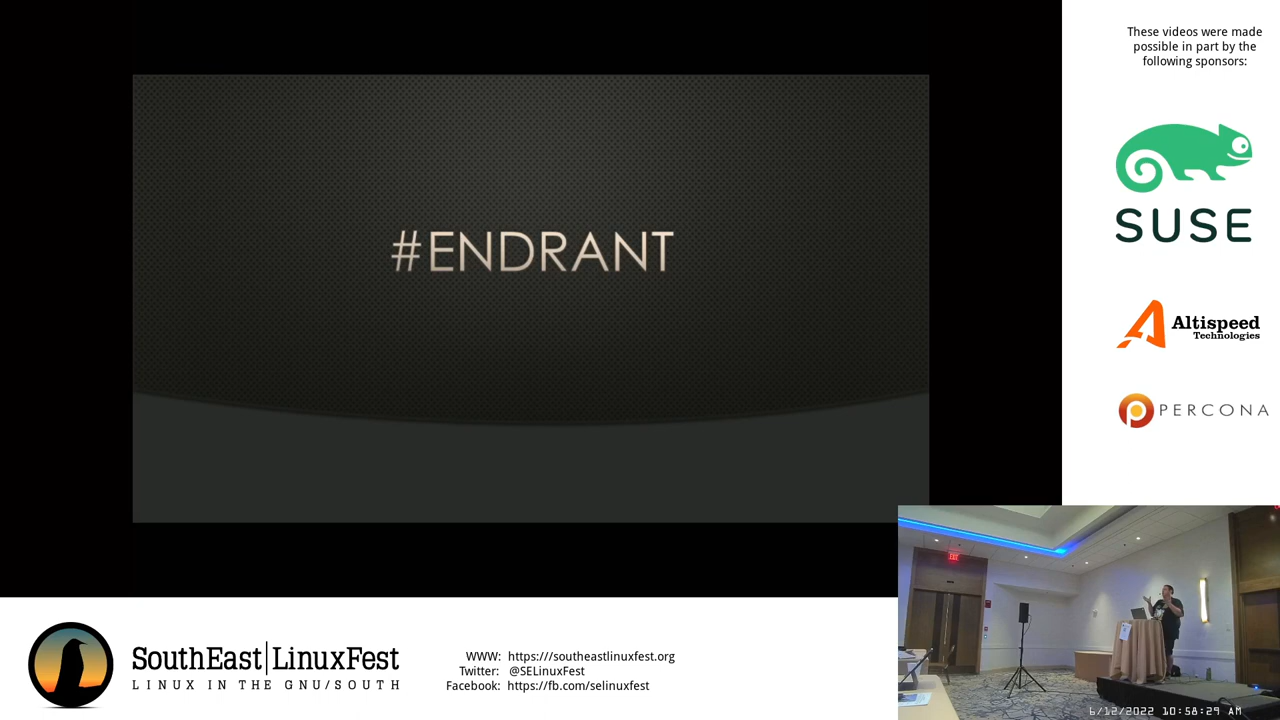 These videos were made
possible in part by the
following sponsors:
SUSE
Altispeed
Technologies
PERCONA
#ENDRANT
SouthEast|LinuxFest
LINUX IN THE GNU/SOUTH
WWW: https:///southeastlinuxfest.org
Twitter: @SELinuxFest
Facebook: https://fb.com/selinuxfest
6/12/2022 10:58:29 AM